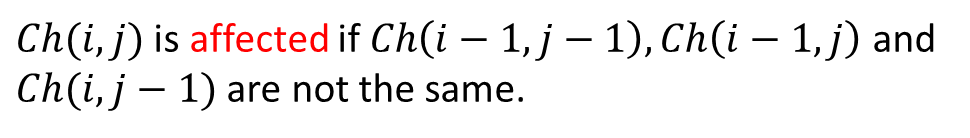 Ch(i, j) is affected if Ch(i − 1, j − 1), Ch(i − 1, j) and
Ch(i, j − 1) are not the same.